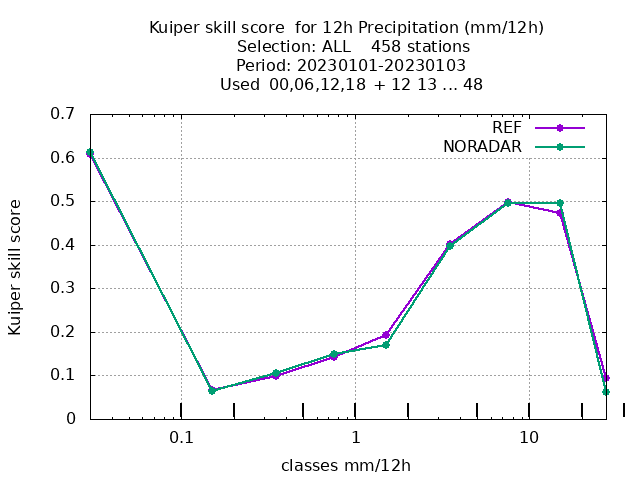 Kuiper skill score for 12h Precipitation (mm/12h)
Selection: ALL 458 stations
Period: 20230101-20230103
Used 00,06,12,18 + 12 13 ... 48
REF
NORADAR
Kuiper skill score
0.7
0.6
0.5
0.4
0.3
0.2
0.1
0
0.1 1 10
classes mm/12h